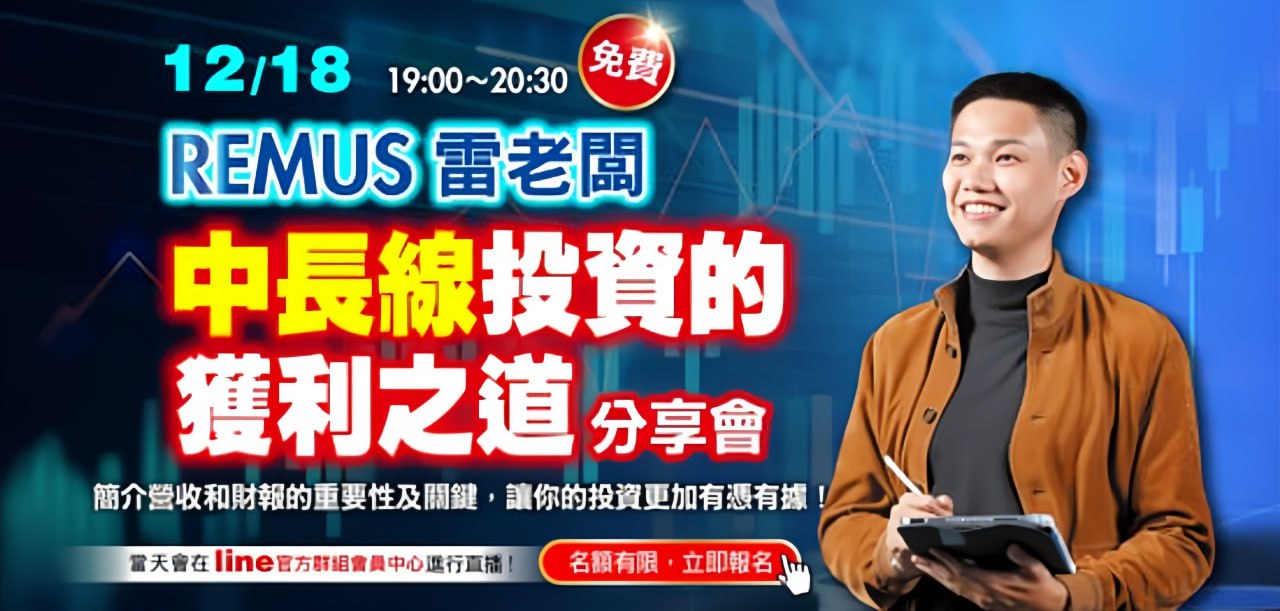 12/18 19:00~20:30 免費
REMUS 雷老闆
中長線投資的
獲利之道 分享會
簡介營收和財報的重要性及關鍵，讓你的投資更加有憑有據！
當天會在line官方群組會員中心進行直播！ 名額有限，立即報名